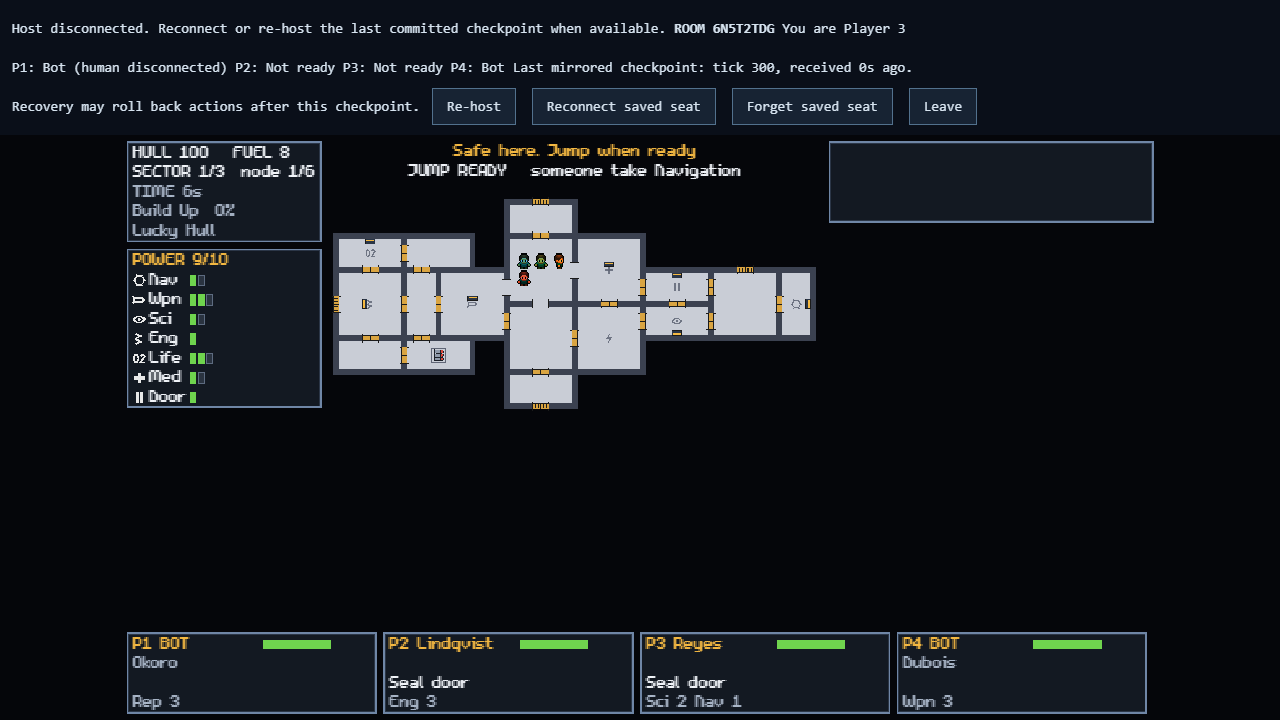 Host disconnected. Reconnect or re-host the last committed checkpoint when available. ROOM 6N5T2TDG You are Player 3
P1: Bot (human disconnected) P2: Not ready P3: Not ready P4: Bot Last mirrored checkpoint: tick 300, received 0s ago.
Recovery may roll back actions after this checkpoint. Re-host Reconnect saved seat Forget saved seat Leave
HULL 100 FUEL 8
SECTOR 1/3 node 1/6
TIME 6s
Build Up 0%
Lucky Hull
Safe here. Jump when ready
JUMP READY someone take Navigation
POWER 9/10
Nav
Wpn
Sci
Eng
O2 Life
Med
Door
O2
P1 BOT
Okoro
Rep 3
P2 Lindqvist
Seal door
Eng 3
P3 Reyes
Seal door
Sci 2 Nav 1
P4 BOT
Dubois
Wpn 3